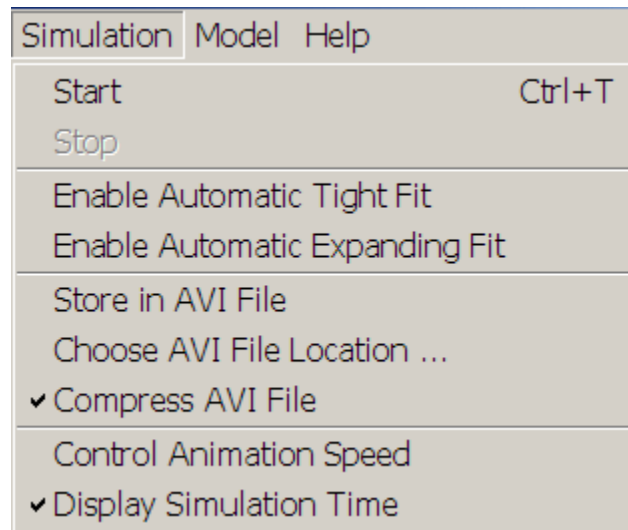 Simulation Model Help
Start Ctrl+T
Stop
Enable Automatic Tight Fit
Enable Automatic Expanding Fit
Store in AVI File
Choose AVI File Location ...
Compress AVI File
Control Animation Speed
Display Simulation Time